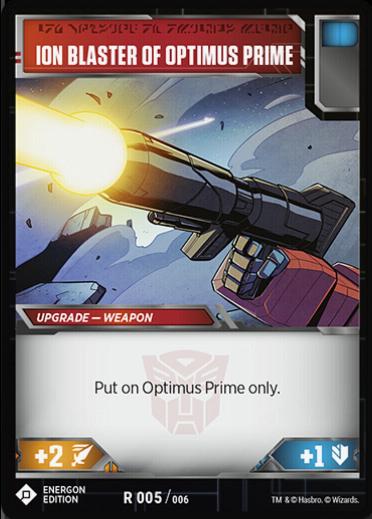 ION BLASTER OF OPTIMUS PRIME
UPGRADE — WEAPON
Put on Optimus Prime only.
+2
+1
ENERGON
EDITION
R 005/006
TM & © Hasbro. © Wizards.